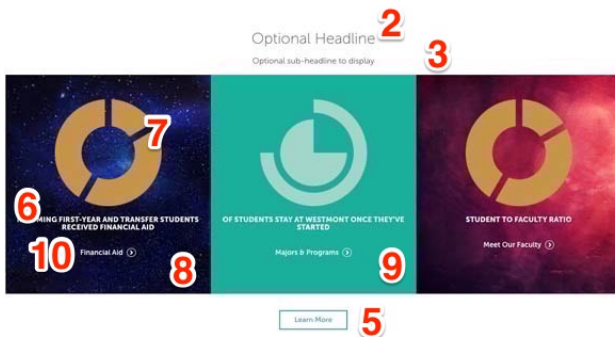 Optional Headline 2
Optional sub-headline to display 3
7
6
MING FIRST-YEAR AND TRANSFER STUDENTS
RECEIVED FINANCIAL AID
10 Financial Aid
8
OF STUDENTS STAY AT WESTMONT ONCE THEY'VE
STARTED
Majors & Programs
9
STUDENT TO FACULTY RATIO
Meet Our Faculty
Learn More 5